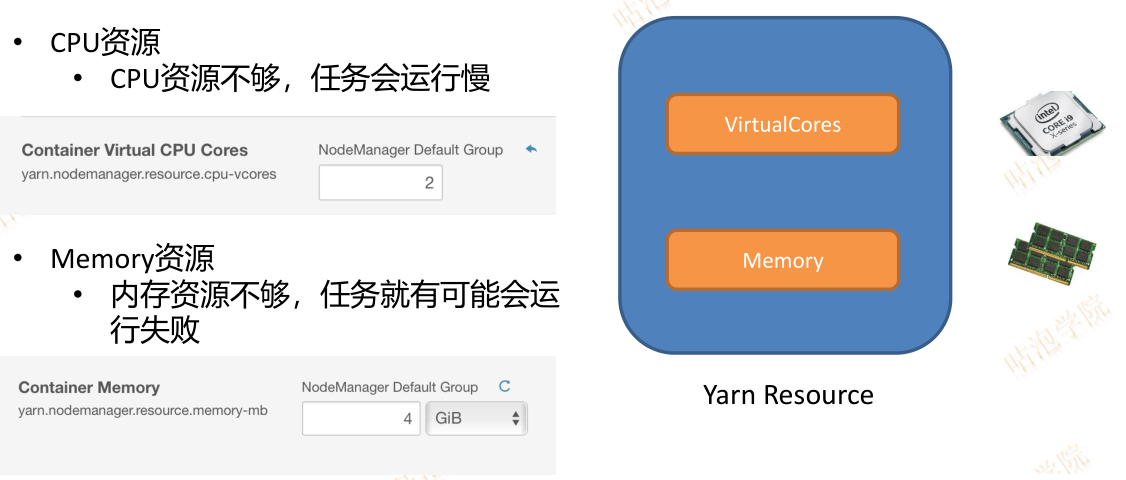 • CPU资源
• CPU资源不够，任务会运行慢
Container Virtual CPU Cores
NodeManager Default Group
yarn.nodemanager.resource.cpu-vcores
2
• Memory资源
• 内存资源不够，任务就有可能会运
行失败
Container Memory
NodeManager Default Group
yarn.nodemanager.resource.memory-mb
4
GiB
VirtualCores
Memory
Yarn Resource
intel
CORE i9
X-series
咕泡学院